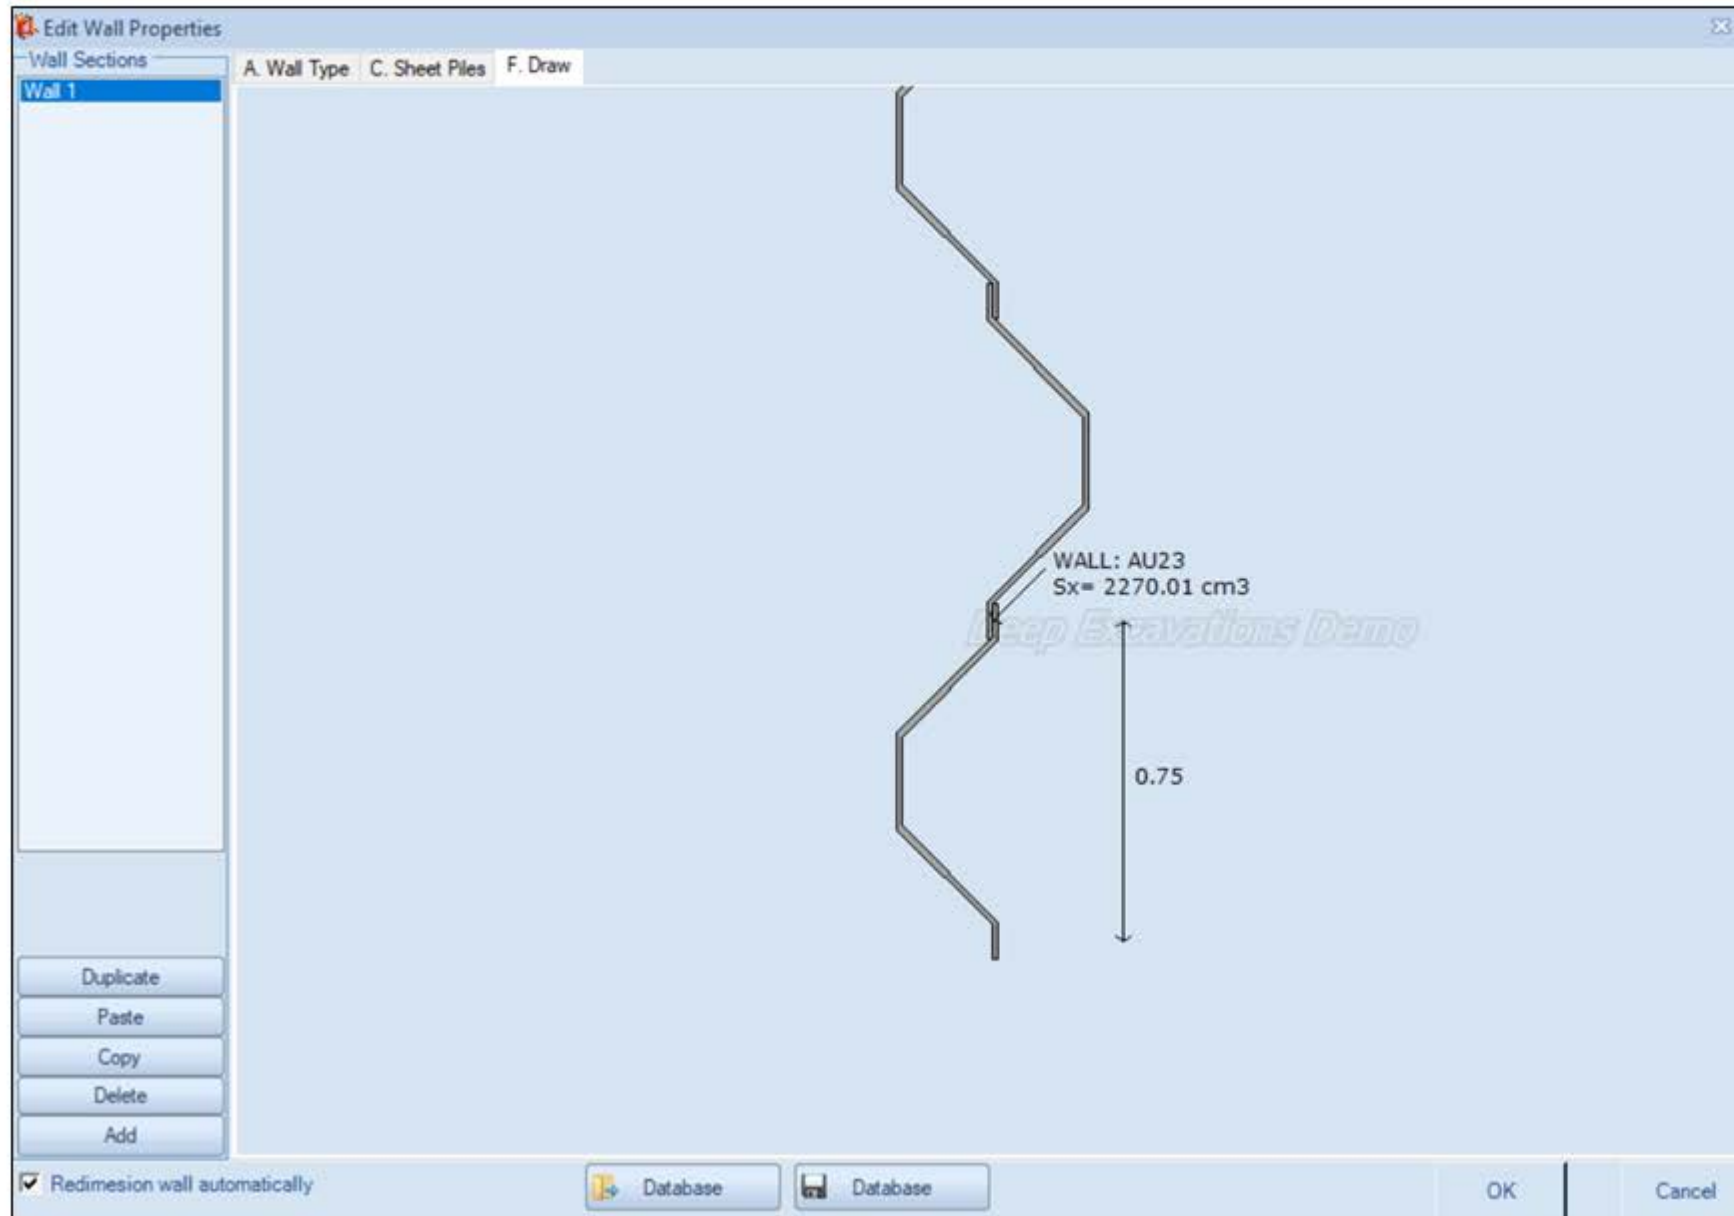 Edit Wall Properties
Wall Sections
Wall 1
A. Wall Type C. Sheet Piles F. Draw
WALL: AU23
Sx= 2270.01 cm3
Deep Excavations Demo
0.75
Duplicate
Paste
Copy
Delete
Add
Redimesion wall automatically
Database
Database
OK
Cancel